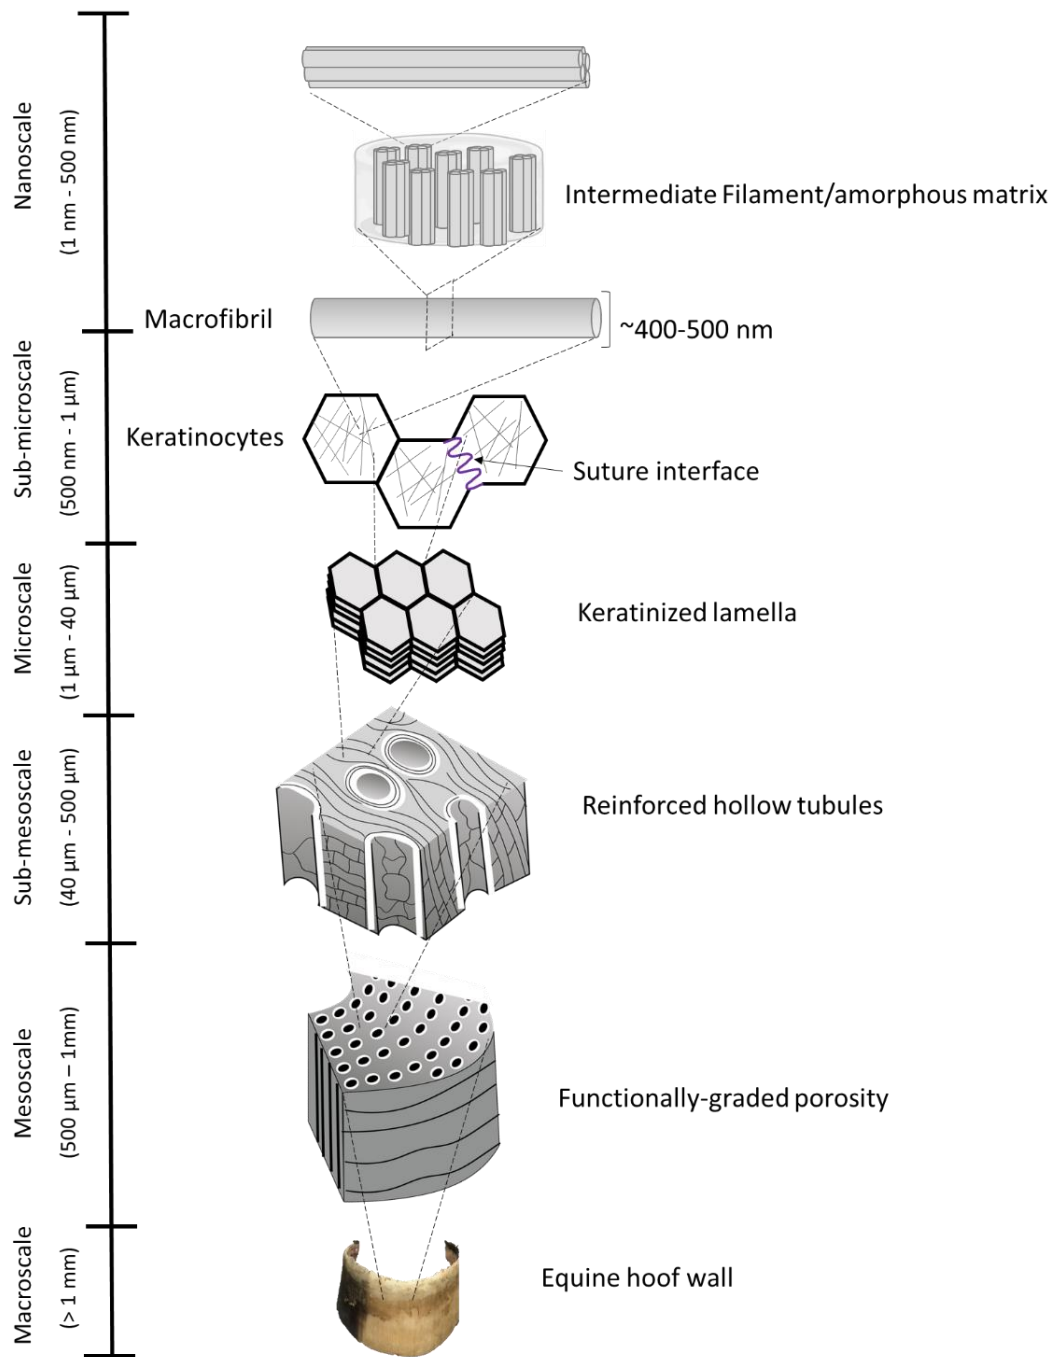 Nanoscale
(1 nm - 500 nm)
Intermediate Filament/amorphous matrix
Macrofibril
~400-500 nm
Sub-microscale
(500 nm - 1 µm)
Keratinocytes
Suture interface
Microscale
(1 µm - 40 µm)
Keratinized lamella
Sub-mesoscale
(40 µm - 500 µm)
Reinforced hollow tubules
Mesoscale
(500 µm – 1mm)
Functionally-graded porosity
Macroscale
(> 1 mm)
Equine hoof wall